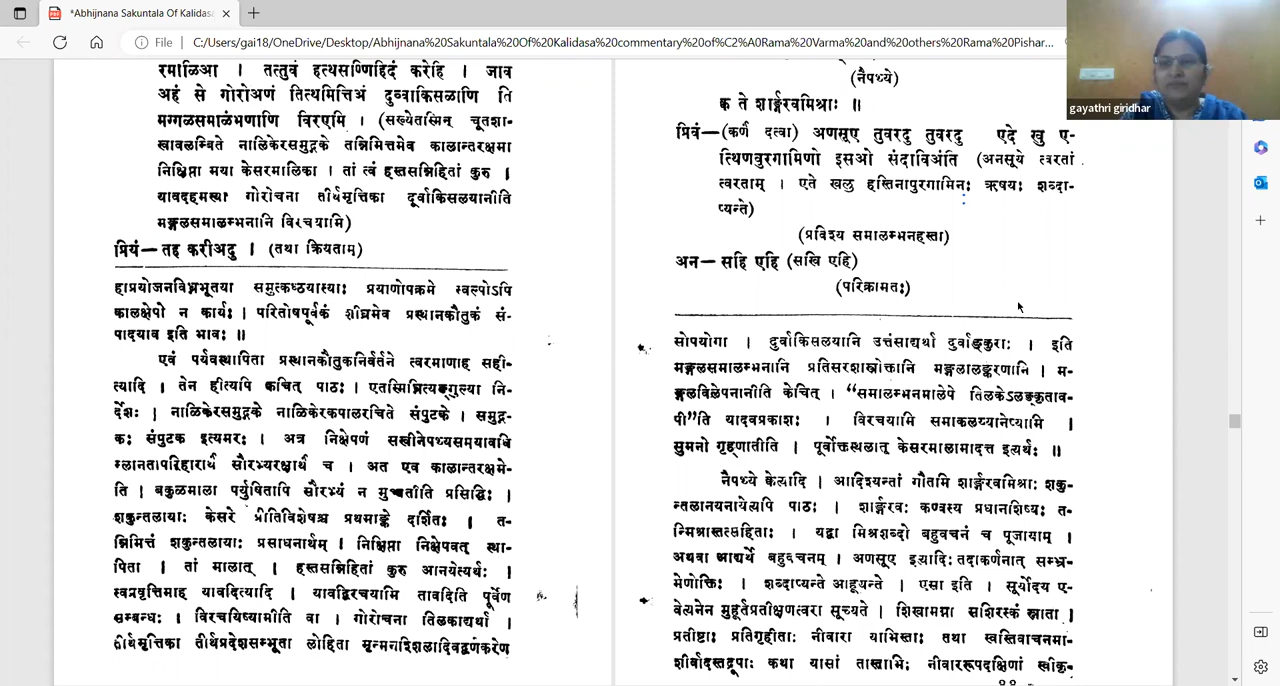 *Abhijnana Sakuntala Of Kalidasa
File
C:/Users/gai18/OneDrive/Desktop/Abhijnana%20Sakuntala%20Of%20Kalidasa%20commentary%20of%C2%A0Rama%20Varma%20and%20others%20Rama%20Pishar...
gayathri giridhar
रमाळिआ । तत्तुवं हत्थसण्णिहिदं करेहि । जाव
अहं से गोरोअणं तित्थमित्तिअं दुव्वाकिसळाणि ति
मग्गळसमाळंभणाणि विरएमि । (सख्येतस्मिन् चूतशा-
खावलम्बिते नालिकेरसमुद्गके तन्निमित्तमेव कालान्तरक्षमा
निक्षिप्ता मया केसरमालिका । तां त्वं हस्तसन्निहितां कुरु ।
यावदहमस्या गोरोचना तीर्थमृत्तिका दूर्वाकिसलयानीति
मङ्गलसमालम्भनानि विरचयामि)
प्रियं—तह करीअदु । (तथा क्रियताम्)
हाप्रयोजनविघ्नभूतया समुत्कण्ठयास्याः प्रयाणोपक्रमे स्वल्पोऽपि
कालक्षेपो न कार्यः । परितोषपूर्वकं शीघ्रमेव प्रस्थानकौतुकं सं-
पादयाव इति भावः ॥
एवं पर्यवस्थापिता प्रस्थानकौतुकनिर्वर्तने त्वरमाणाह सही-
त्यादि । तेन हीत्यपि क्वचित् पाठः । एतस्मिन्नित्यङ्गुल्या नि-
र्देशः । नाळिकेरसमुद्गके नाळिकेरकपालरचिते संपुटके । समुद्ग-
कः संपुटक इत्यमरः । अत्र निक्षेपणं सखीनेपथ्यसमयावधि
म्लानतापरिहारार्थं सौरभ्यरक्षार्थं च । अत एव कालान्तरक्षमे-
ति । बकुळमाला पर्युषितापि सौरभ्यं न मुञ्चतीति प्रसिद्धिः ।
शकुन्तलायाः केसरे प्रीतिविशेषश्च प्रथमाङ्के दर्शितः । त-
न्निमित्तं शकुन्तलायाः प्रसाधनार्थम् । निक्षिप्ता निक्षेपवत् स्था-
पिता । तां मालात् । हस्तसन्निहितां कुरु आनयेत्यर्थः ।
स्वप्रवृत्तिमाह यावदित्यादि । यावद्विरचयामि तावदिति पूर्वेण
सम्बन्धः । विरचयिष्यामीति वा । गोरोचना तिलकाद्यर्था ।
तीर्थमृत्तिका तीर्थप्रदेशसम्भूता लोहिता
(नैपथ्ये)
क ते शार्ङ्गरवमिश्राः ॥
प्रियं—(कर्णं दत्वा) अणसूए तुवरदु तुवरदु एदे खु ए-
त्थिणवुरगामिणो इसओ संदाविअंति (अनसूये त्वरतां
त्वरताम् । एते खलु हस्तिनापुरगामिनः ऋषयः शब्दा-
प्यन्ते)
(प्रविश्य समालम्भनहस्ता)
अन—सहि एहि (सखि एहि)
(परिक्रामतः)
सोपयोगा । दुर्वाकिसलयानि उत्तंसाद्यर्था दुर्वाङ्कुराः । इति
मङ्गलसमालम्भनानि प्रतिसरशास्त्रोक्तानि मङ्गलालङ्करणानि । म-
ङ्गलविलेपनानीति केचित् । “समालम्भनमालेपे तिलकेऽलङ्कृताव-
पी”ति यादवप्रकाशः । विरचयामि समाकलय्यानेष्यामि ।
सुमनो गृह्णातीति । पूर्वोक्तस्थलात् केसरमालामादत्त इत्यर्थः ॥
नैपथ्ये केत्यादि । आदिश्यन्तां गौतमि शार्ङ्गरवमिश्राः शकु-
न्तलानयनायेत्यपि पाठः । शार्ङ्गरवः कण्वस्य प्रधानशिष्यः त-
न्मिश्रास्तत्सहिताः । यद्वा मिश्रशब्दो बहुवचनं च पूजायाम् ।
अथवा आद्यर्थे बहुवचनम् । अणसूए इत्यादिः तदाकर्णनात् सम्भ्र-
मेणोक्तिः । शब्दाप्यन्ते आहूयन्ते । एसा इति । सूर्योदय ए-
वेत्यनेन मुहूर्तप्रतीक्षणत्वरा सूच्यते । शिखामग्ना सशिरस्कं स्नाता ।
प्रतीष्टाः प्रतिगृहीताः नीवारा याभिस्ताः तथा स्वस्तिवाचनमा-
शीर्वादस्तद्रूपाः कथा यासां ताभिः नीवाररूपदक्षिणां स्वीकृ-